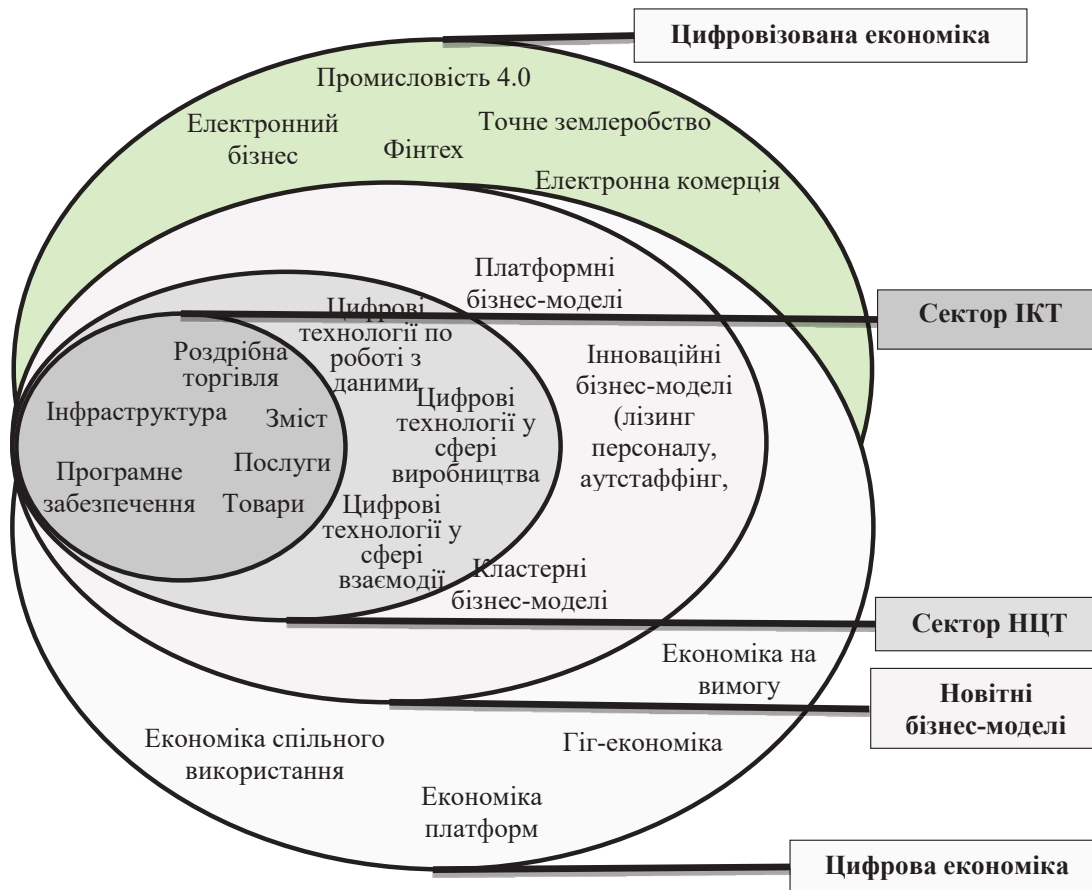 Цифровізована економіка
Промисловість 4.0
Електронний
бізнес
Точне землеробство
Фінтех
Електронна комерція
Платформні
бізнес-моделі
Сектор ІКТ
Цифрові
технології по
роботі з
даними
Роздрібна
торгівля
Інноваційні
бізнес-моделі
(лізинг
персоналу,
аутстаффінг,
Інфраструктура
Зміст
Цифрові
технології у
сфері
виробництва
Програмне
забезпечення
Послуги
Товари
Цифрові
технології у
сфері
взаємодії
Кластерні
бізнес-моделі
Сектор НЦТ
Економіка на
вимогу
Новітні
бізнес-моделі
Економіка спільного
використання
Гіг-економіка
Економіка
платформ
Цифрова економіка